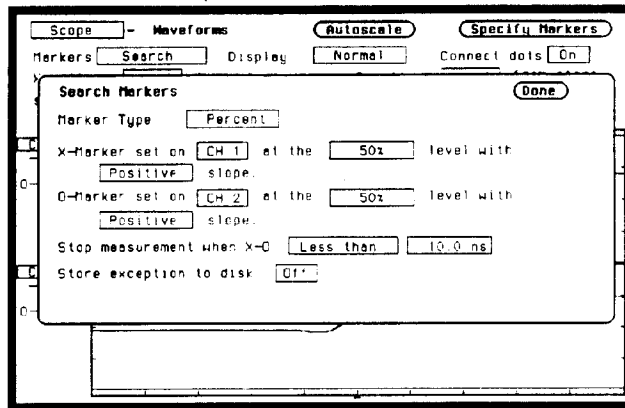 Scope - Waveforms Autoscale Specify Markers
Markers Search Display Normal Connect dots On
Search Markers Done
Marker Type Percent
X-Marker set on CH 1 at the 50% level with
Positive slope.
O-Marker set on CH 2 at the 50% level with
Positive slope.
Stop measurement when X-O Less than 10.0 ns
Store exception to disk Off